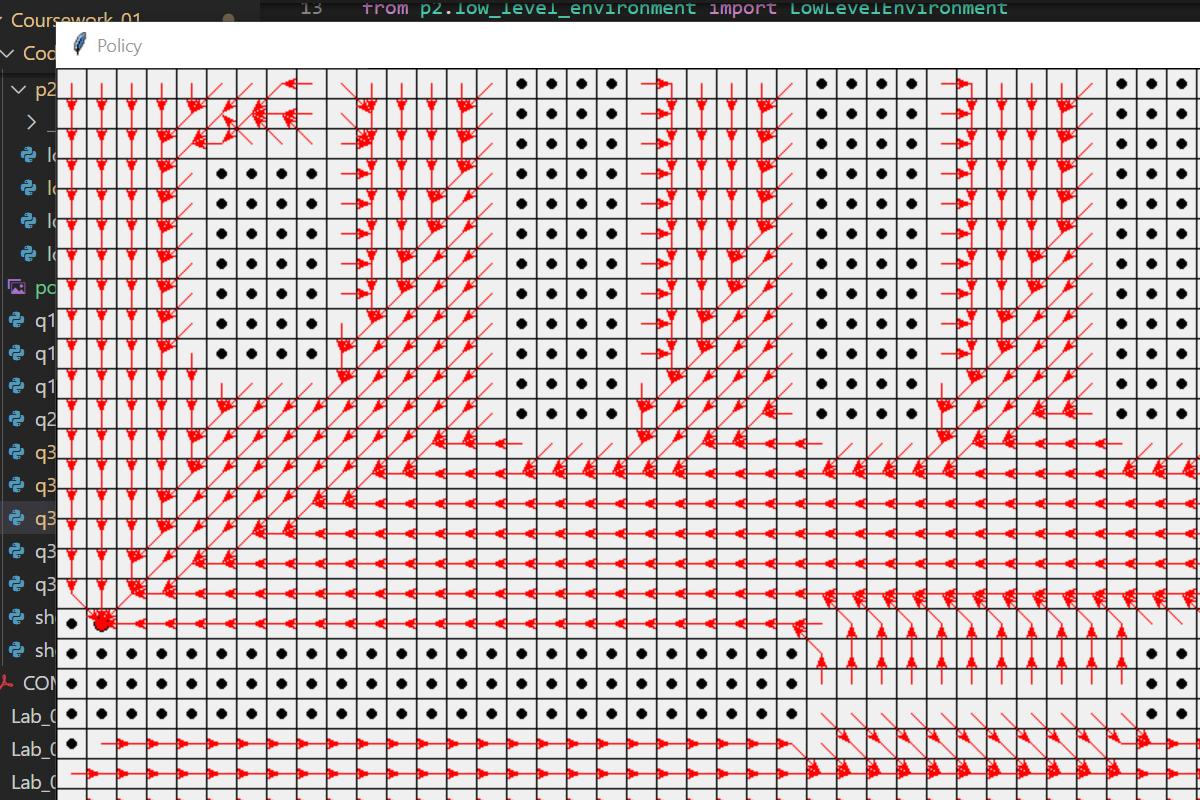 Coursework_01
13 from p2.low_level_environment import LowLevelEnvironment
Policy
Coo
p2
lo
lo
lo
lo
po
q1
q1
q1
q2
q3
q3
q3
q3
q3
sh
sh
COM
Lab_0
Lab_0
Lab_0